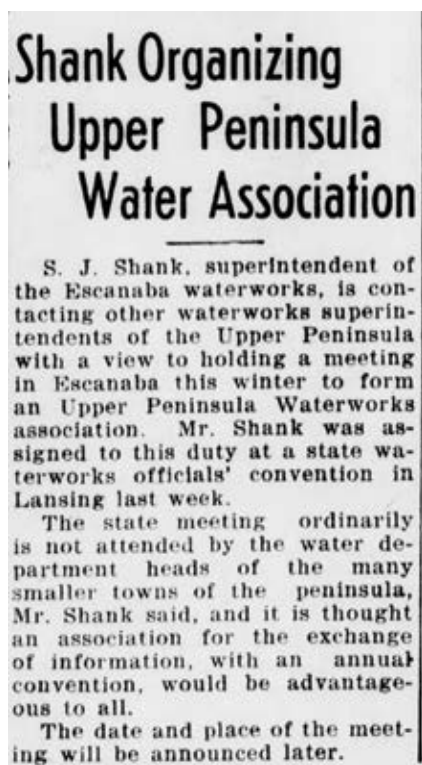 Shank Organizing
Upper Peninsula
Water Association
S. J. Shank, superintendent of
the Escanaba waterworks, is con-
tacting other waterworks superin-
tendents of the Upper Peninsula
with a view to holding a meeting
in Escanaba this winter to form
an Upper Peninsula Waterworks
association. Mr. Shank was as-
signed to this duty at a state wa-
terworks officials' convention in
Lansing last week.
The state meeting ordinarily
is not attended by the water de-
partment heads of the many
smaller towns of the peninsula,
Mr. Shank said, and it is thought
an association for the exchange
of information, with an annual
convention, would be advantage-
ous to all.
The date and place of the meet-
ing will be announced later.